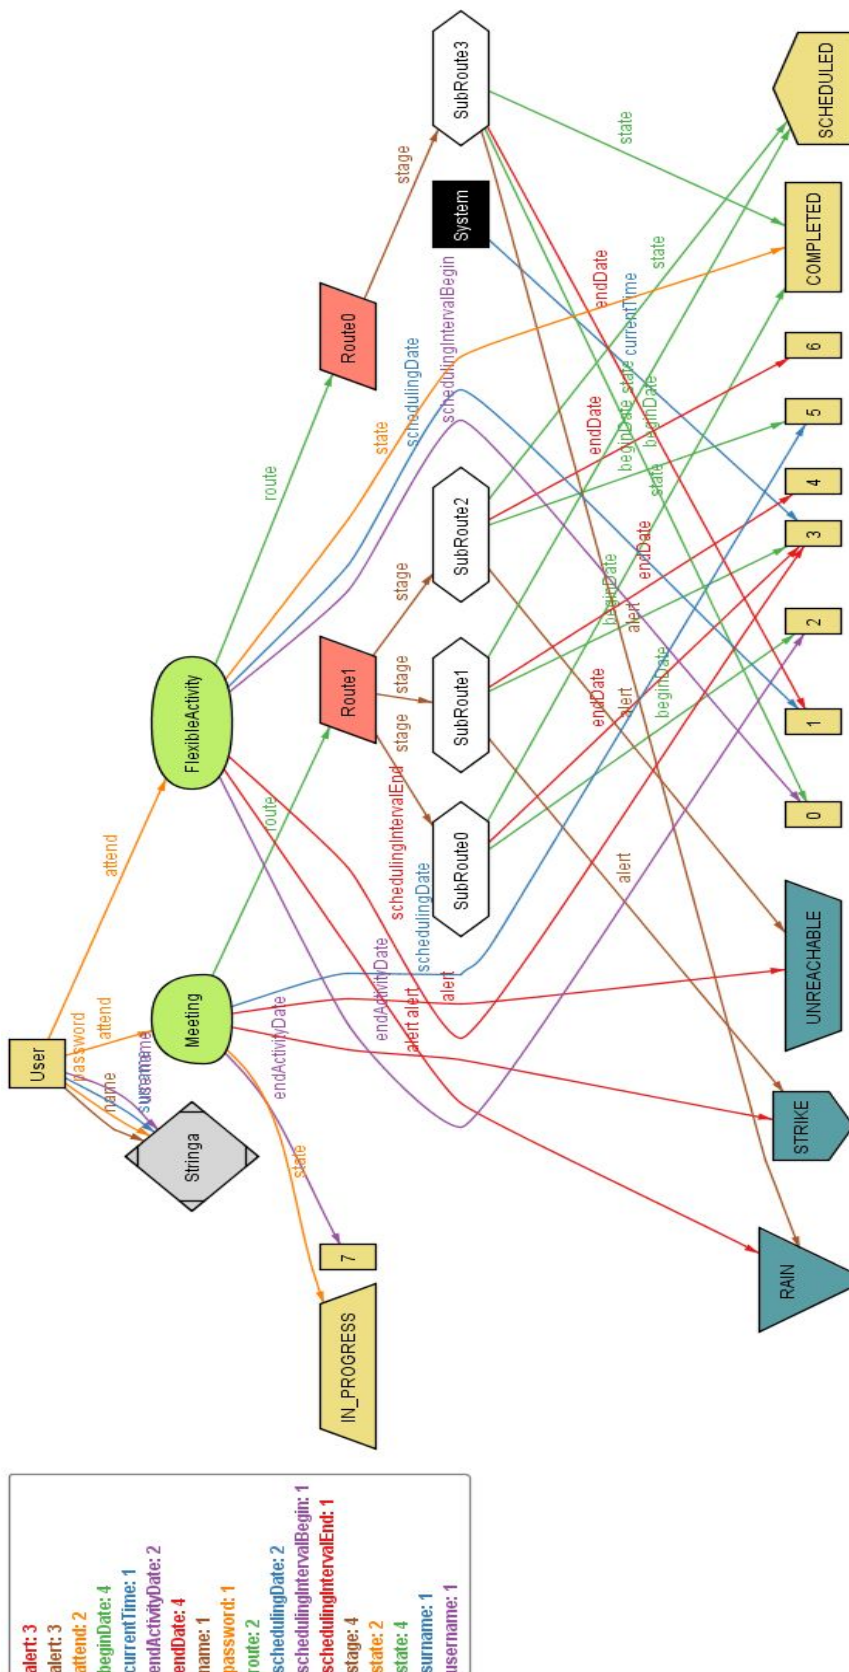 alert: 3
alert: 3
attend: 2
beginDate: 4
currentTime: 1
endActivityDate: 2
endDate: 4
name: 1
password: 1
route: 2
schedulingDate: 2
schedulingIntervalBegin: 1
schedulingIntervalEnd: 1
stage: 4
state: 2
state: 4
surname: 1
username: 1
User
password
attend
attend
name
surname
username
Stringa
Meeting
FlexibleActivity
endActivityDate
state
route
route
IN_PROGRESS
7
Route1
Route0
schedulingIntervalEnd
stage
stage
stage
state
schedulingDate
stage
endActivityDate
schedulingDate
schedulingIntervalBegin
alert
alert
alert
SubRoute0
SubRoute1
SubRoute2
System
SubRoute3
alert
endDate
alert
beginDate
alert
beginDate
endDate
state
beginDate
endDate
beginDate
state
currentTime
endDate
state
state
RAIN
STRIKE
UNREACHABLE
0
1
2
3
4
5
6
COMPLETED
SCHEDULED